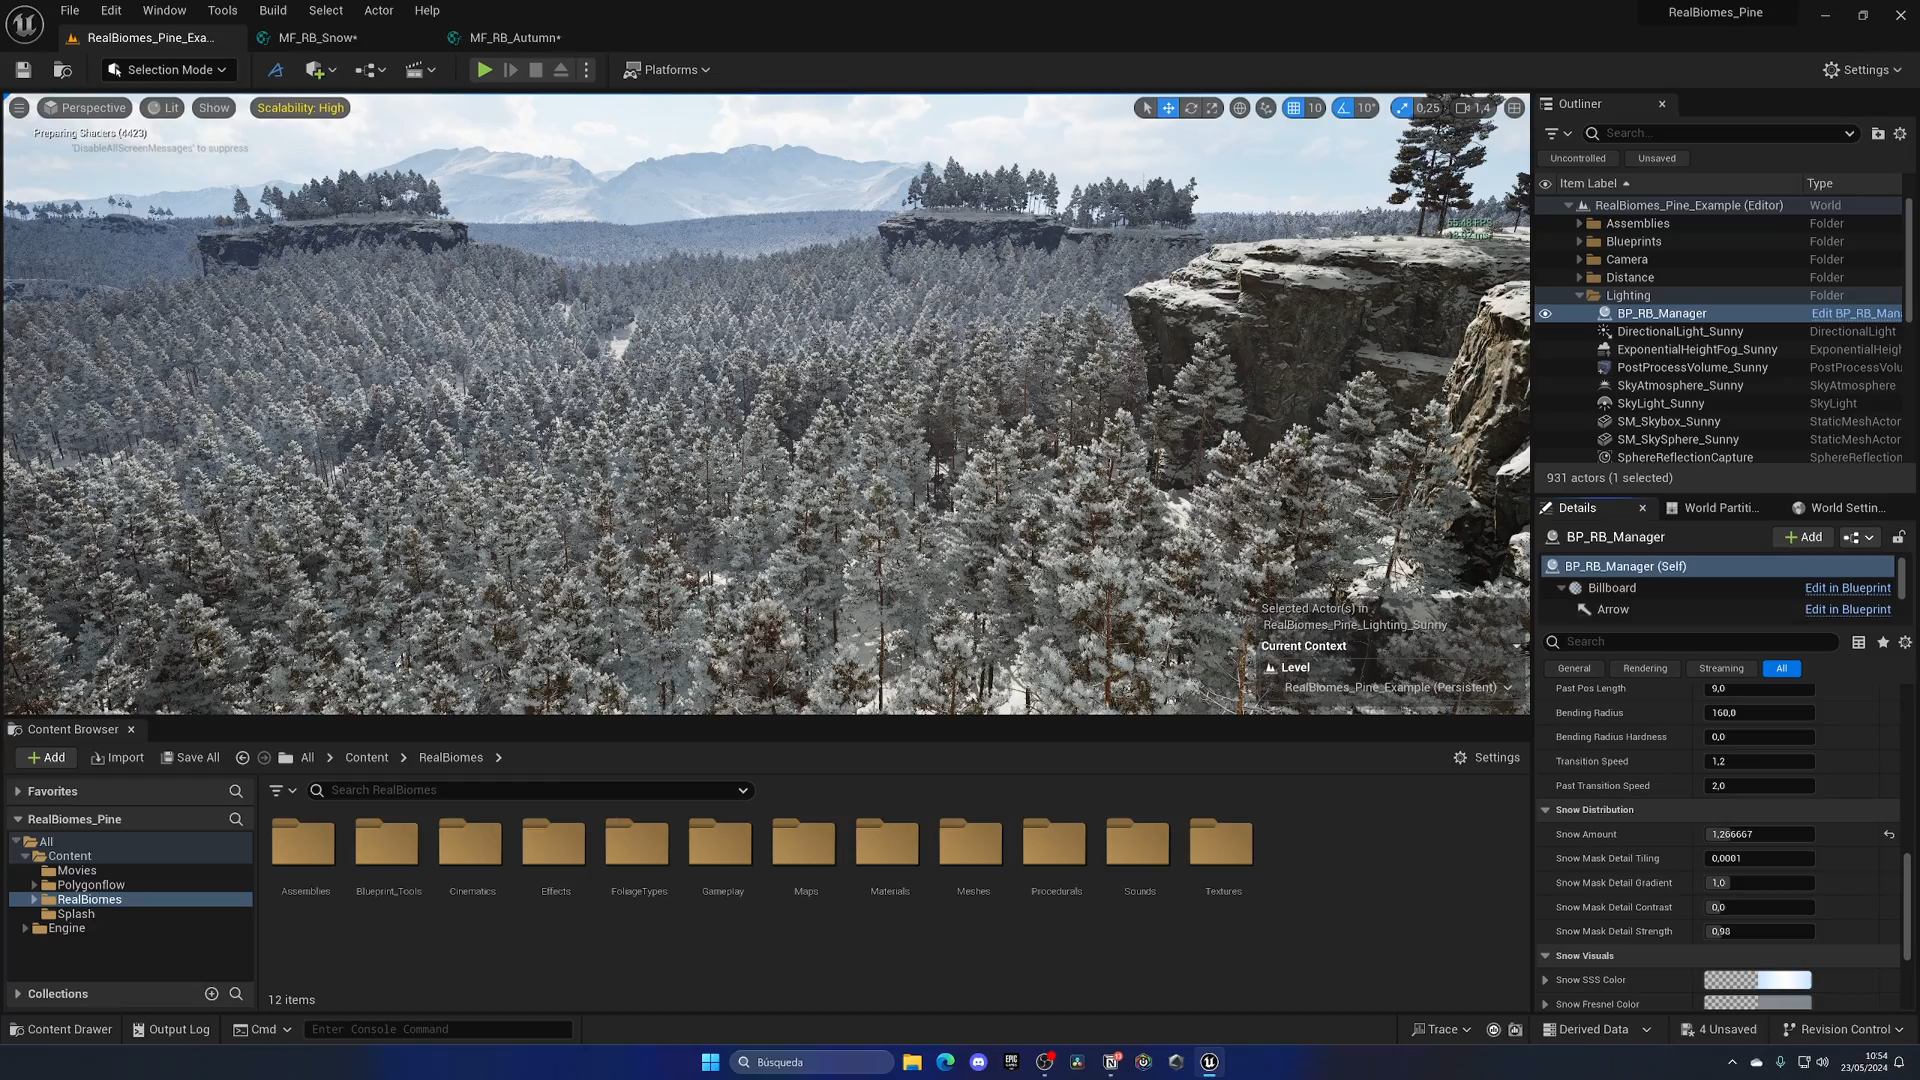 File Edit Window Tools Build Select Actor Help
RealBiomes_Pine
RealBiomes_Pine_Exa...
MF_RB_Snow*
MF_RB_Autumn*
Selection Mode
Platforms
Settings
Perspective
Lit
Show
Scalability: High
10
10°
0,25
1,4
Preparing Shaders (4423)
'DisableAllScreenMessages' to suppress
Selected Actor(s) in
RealBiomes_Pine_Lighting_Sunny
Current Context
Level
RealBiomes_Pine_Example (Persistent)
Outliner
Search...
Uncontrolled
Unsaved
Item Label
Type
RealBiomes_Pine_Example (Editor) World
Assemblies Folder
Blueprints Folder
Camera Folder
Distance Folder
Lighting Folder
BP_RB_Manager Edit BP_RB_Man
DirectionalLight_Sunny DirectionalLight
ExponentialHeightFog_Sunny ExponentialHeigh
PostProcessVolume_Sunny PostProcessVolu
SkyAtmosphere_Sunny SkyAtmosphere
SkyLight_Sunny SkyLight
SM_Skybox_Sunny StaticMeshActor
SM_SkySphere_Sunny StaticMeshActor
SphereReflectionCapture SphereReflection
931 actors (1 selected)
Details
World Partiti...
World Settin...
BP_RB_Manager
Add
BP_RB_Manager (Self)
Billboard Edit in Blueprint
Arrow Edit in Blueprint
Search
General
Rendering
Streaming
All
Past Pos Length 9,0
Bending Radius 160,0
Bending Radius Hardness 0,0
Transition Speed 1,2
Past Transition Speed 2,0
Snow Distribution
Snow Amount 1,266667
Snow Mask Detail Tiling 0,0001
Snow Mask Detail Gradient 1,0
Snow Mask Detail Contrast 0,0
Snow Mask Detail Strength 0,98
Snow Visuals
Snow SSS Color
Snow Fresnel Color
Content Browser
Add
Import
Save All
All
Content
RealBiomes
Settings
Favorites
RealBiomes_Pine
All
Content
Movies
Polygonflow
RealBiomes
Splash
Engine
Collections
Search RealBiomes
Assemblies
Blueprint_Tools
Cinematics
Effects
FoliageTypes
Gameplay
Maps
Materials
Meshes
Procedurals
Sounds
Textures
12 items
Content Drawer
Output Log
Cmd
Enter Console Command
Trace
Derived Data
4 Unsaved
Revision Control
Búsqueda
EPIC
10:54
23/05/2024